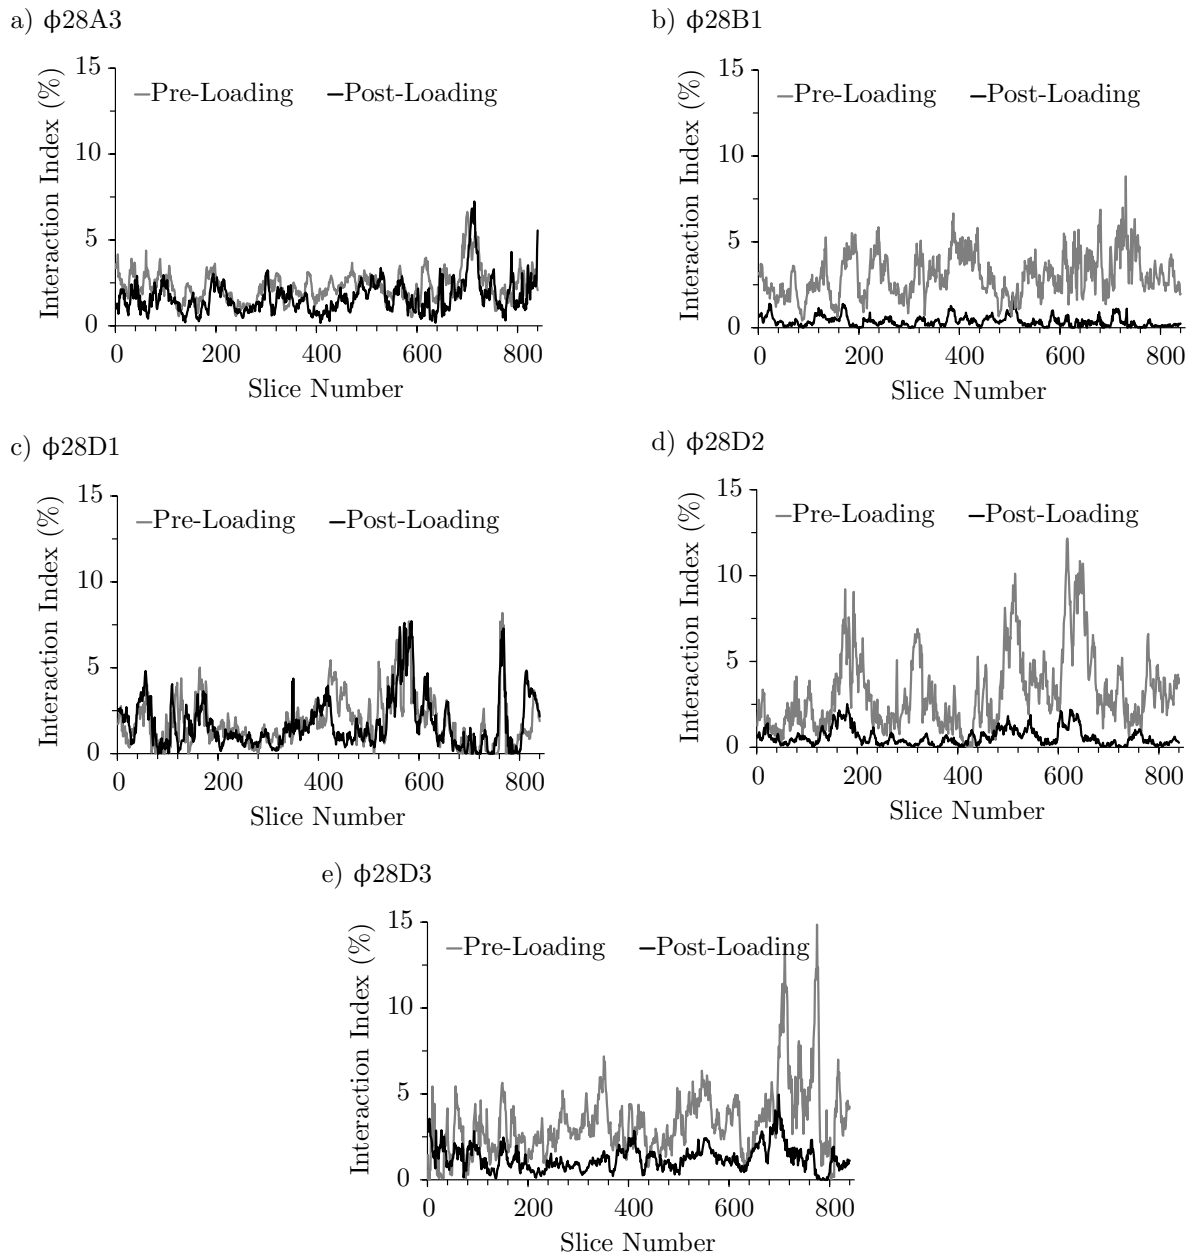 a) ϕ28A3
15
10
5
0
Interaction Index (%)
Pre-Loading
Post-Loading
0 200 400 600 800
Slice Number
b) ϕ28B1
15
10
5
0
Interaction Index (%)
Pre-Loading
Post-Loading
0 200 400 600 800
Slice Number
c) ϕ28D1
15
10
5
0
Interaction Index (%)
Pre-Loading
Post-Loading
0 200 400 600 800
Slice Number
d) ϕ28D2
15
10
5
0
Interaction Index (%)
Pre-Loading
Post-Loading
0 200 400 600 800
Slice Number
e) ϕ28D3
15
10
5
0
Interaction Index (%)
Pre-Loading
Post-Loading
0 200 400 600 800
Slice Number